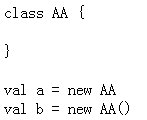 class AA {
}
val a = new AA
val b = new AA()